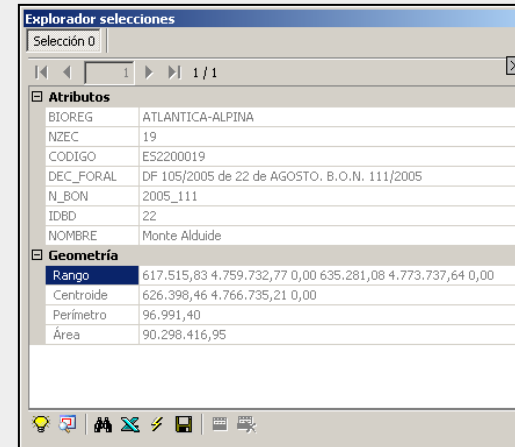 Explorador selecciones
Selección 0
1 1 / 1
Atributos
BIOREG ATLANTICA-ALPINA
NZEC 19
CODIGO ES2200019
DEC_FORAL DF 105/2005 de 22 de AGOSTO. B.O.N. 111/2005
N_BON 2005_111
IDBD 22
NOMBRE Monte Alduide
Geometría
Rango 617.515,83 4.759.732,77 0,00 635.281,08 4.773.737,64 0,00
Centroide 626.398,46 4.766.735,21 0,00
Perímetro 96.991,40
Área 90.298.416,95